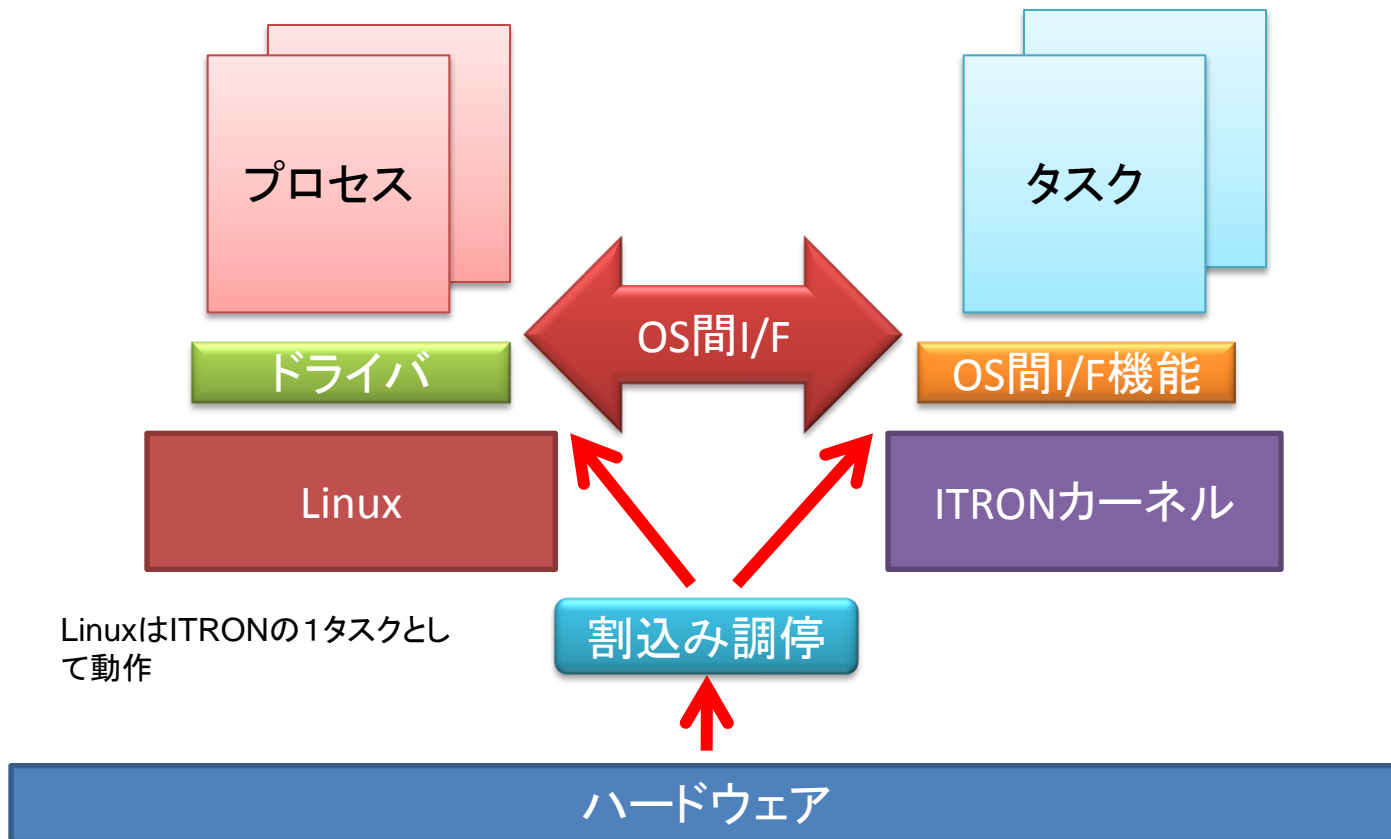 プロセス
タスク
OS間I/F
ドライバ
OS間I/F機能
Linux
ITRONカーネル
LinuxはITRONの１タスクとし
て動作
割込み調停
ハードウェア